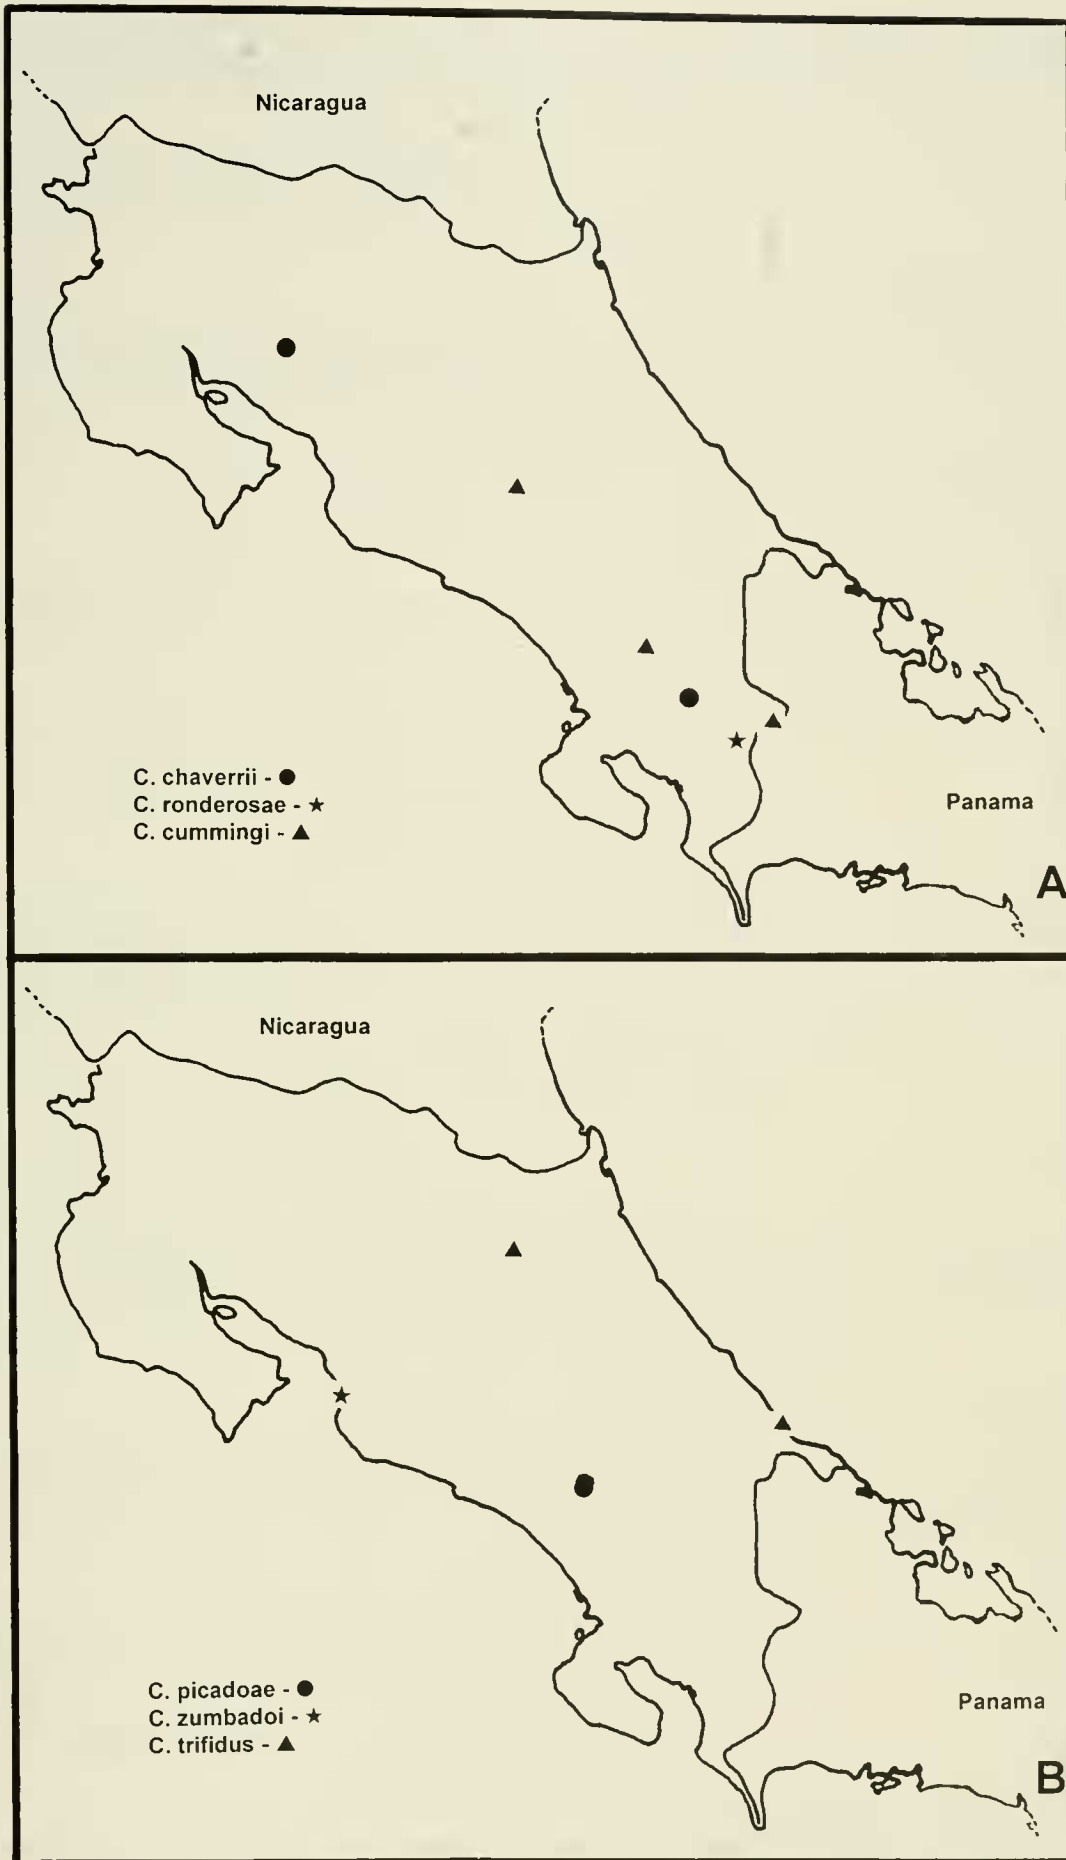 Nicaragua
C. chaverrii - ●
C. ronderosae - ★
C. cummingi - ▲
Panama
A
Nicaragua
C. picadoae - ●
C. zumbadoi - ★
C. trifidus - ▲
Panama
B